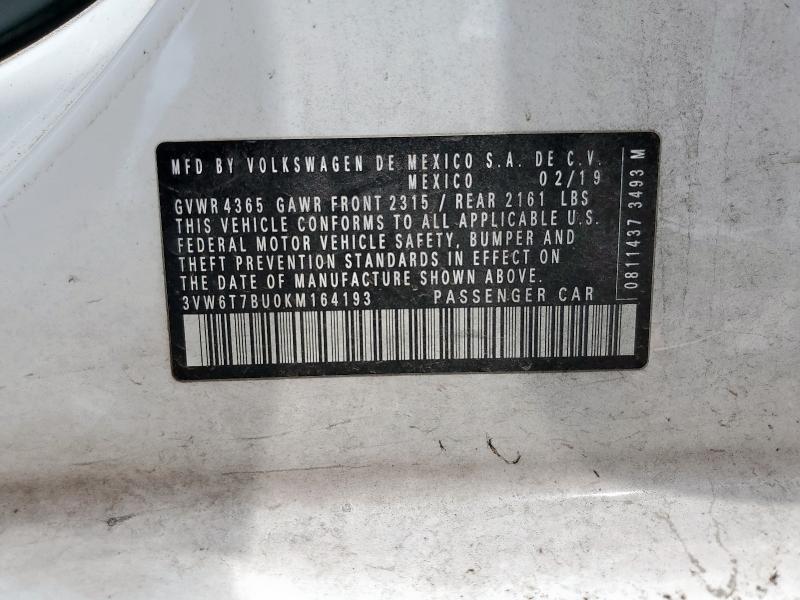 MFD BY VOLKSWAGEN DE MEXICO S.A. DE C.V.
MEXICO 02/19
GVWR 4365 GAWR FRONT 2315 / REAR 2161 LBS
THIS VEHICLE CONFORMS TO ALL APPLICABLE U.S.
FEDERAL MOTOR VEHICLE SAFETY, BUMPER AND
THEFT PREVENTION STANDARDS IN EFFECT ON
THE DATE OF MANUFACTURE SHOWN ABOVE.
3VW6T7BU0KM164193 PASSENGER CAR
0811437 3493 M